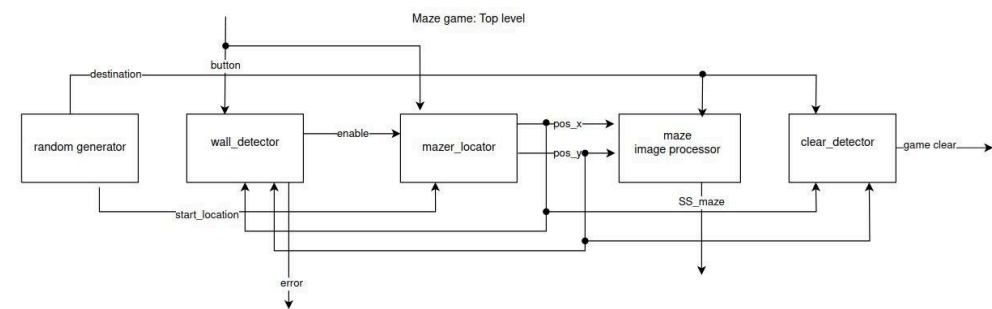 Maze game: Top level
button
destination
random generator
wall_detector
enable
mazer_locator
pos_x
pos_y
maze
image processor
clear_detector
game clear
start_location
SS_maze
error